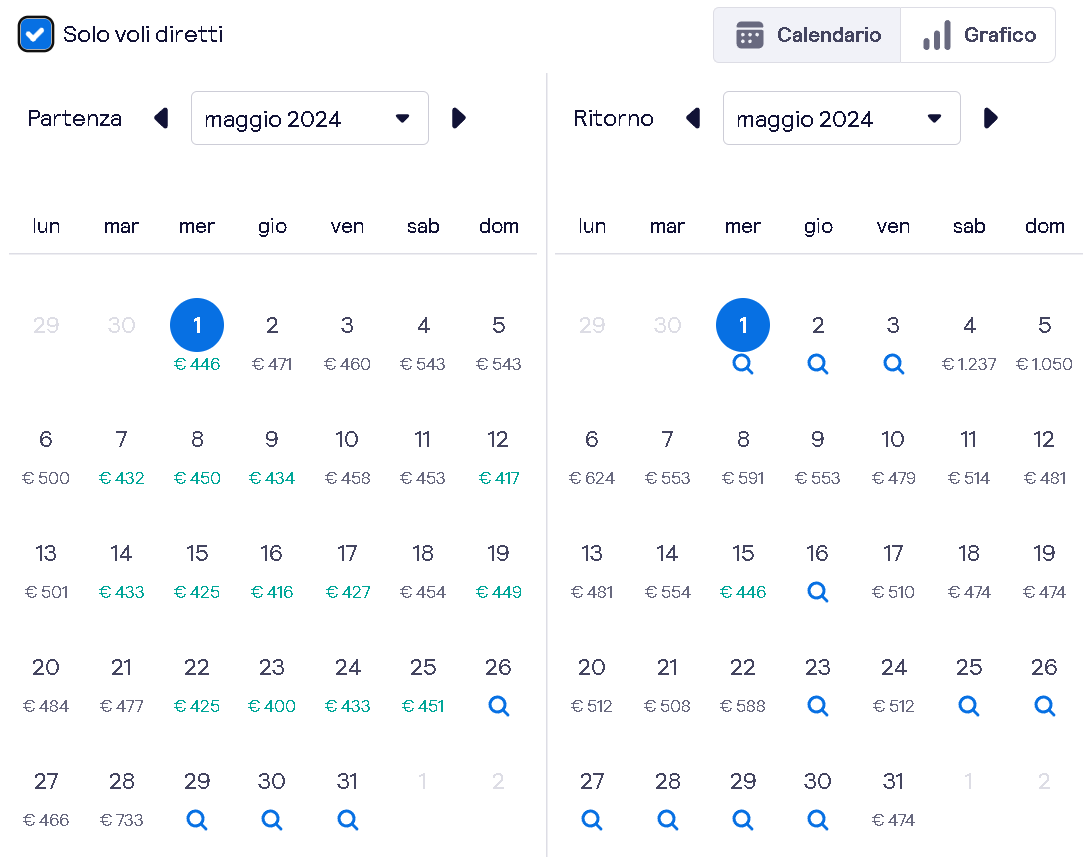 Solo voli diretti
Calendario Grafico
Partenza maggio 2024
lun mar mer gio ven sab dom
29 30 1 2 3 4 5
€ 446 € 471 € 460 € 543 € 543
6 7 8 9 10 11 12
€ 500 € 432 € 450 € 434 € 458 € 453 € 417
13 14 15 16 17 18 19
€ 501 € 433 € 425 € 416 € 427 € 454 € 449
20 21 22 23 24 25 26
€ 484 € 477 € 425 € 400 € 433 € 451
27 28 29 30 31 1 2
€ 466 € 733
Ritorno maggio 2024
lun mar mer gio ven sab dom
29 30 1 2 3 4 5
€ 1.237 € 1.050
6 7 8 9 10 11 12
€ 624 € 553 € 591 € 553 € 479 € 514 € 481
13 14 15 16 17 18 19
€ 481 € 554 € 446 € 510 € 474 € 474
20 21 22 23 24 25 26
€ 512 € 508 € 588 € 512
27 28 29 30 31 1 2
€ 474